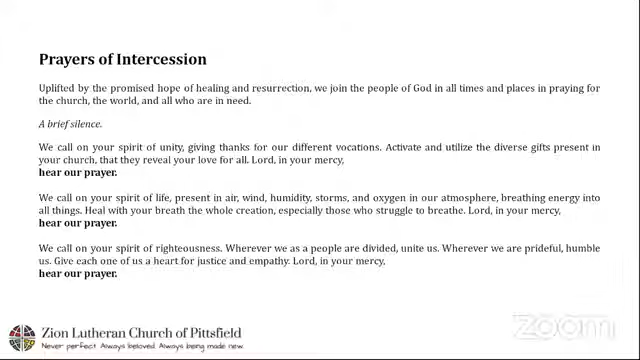 Prayers of Intercession
Uplifted by the promised hope of healing and resurrection, we join the people of God in all times and places in praying for
the church, the world, and all who are in need.
A brief silence.
We call on your spirit of unity, giving thanks for our different vocations. Activate and utilize the diverse gifts present in
your church, that they reveal your love for all. Lord, in your mercy,
hear our prayer.
We call on your spirit of life, present in air, wind, humidity, storms, and oxygen in our atmosphere, breathing energy into
all things. Heal with your breath the whole creation, especially those who struggle to breathe. Lord, in your mercy,
hear our prayer.
We call on your spirit of righteousness. Wherever we as a people are divided, unite us. Wherever we are prideful, humble
us. Give each one of us a heart for justice and empathy. Lord, in your mercy,
hear our prayer.
Zion Lutheran Church of Pittsfield
Never perfect. Always beloved. Always being made new.
zoom